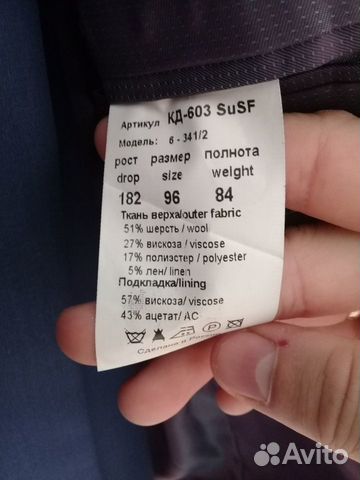 Артикул КД-603 SuSF
Модель: 6 - 341/2
рост размер полнота
drop size weight
182 96 84
Ткань верха/outer fabric
51% шерсть / wool
27% вискоза / viscose
17% полиэстер / polyester
5% лен/ linen
Подкладка/lining
57% вискоза/ viscose
43% ацетат/ AC
P
Сделано в
Avito